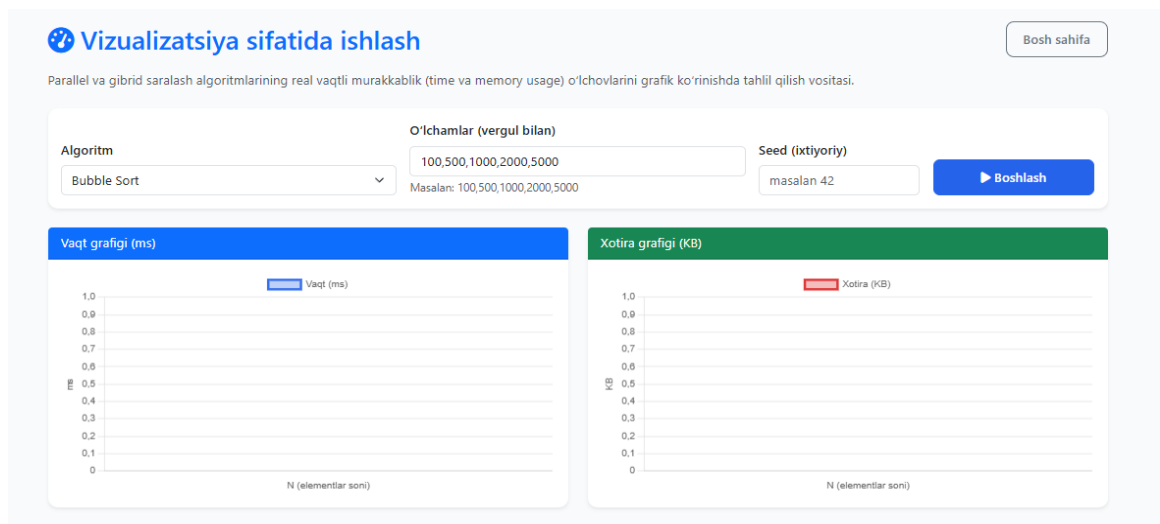 Vizualizatsiya sifatida ishlash
Bosh sahifa
Parallel va gibrid saralash algoritmlarining real vaqtli murakkablik (time va memory usage) o‘lchovlarini grafik ko‘rinishda tahlil qilish vositasi.
Algoritm
Bubble Sort
O‘lchamlar (vergul bilan)
100,500,1000,2000,5000
Masalan: 100,500,1000,2000,5000
Seed (ixtiyoriy)
masalan 42
Boshlash
Vaqt grafigi (ms)
Vaqt (ms)
1,0
0,9
0,8
0,7
0,6
0,5
0,4
0,3
0,2
0,1
0
ms
N (elementlar soni)
Xotira grafigi (KB)
Xotira (KB)
1,0
0,9
0,8
0,7
0,6
0,5
0,4
0,3
0,2
0,1
0
KB
N (elementlar soni)